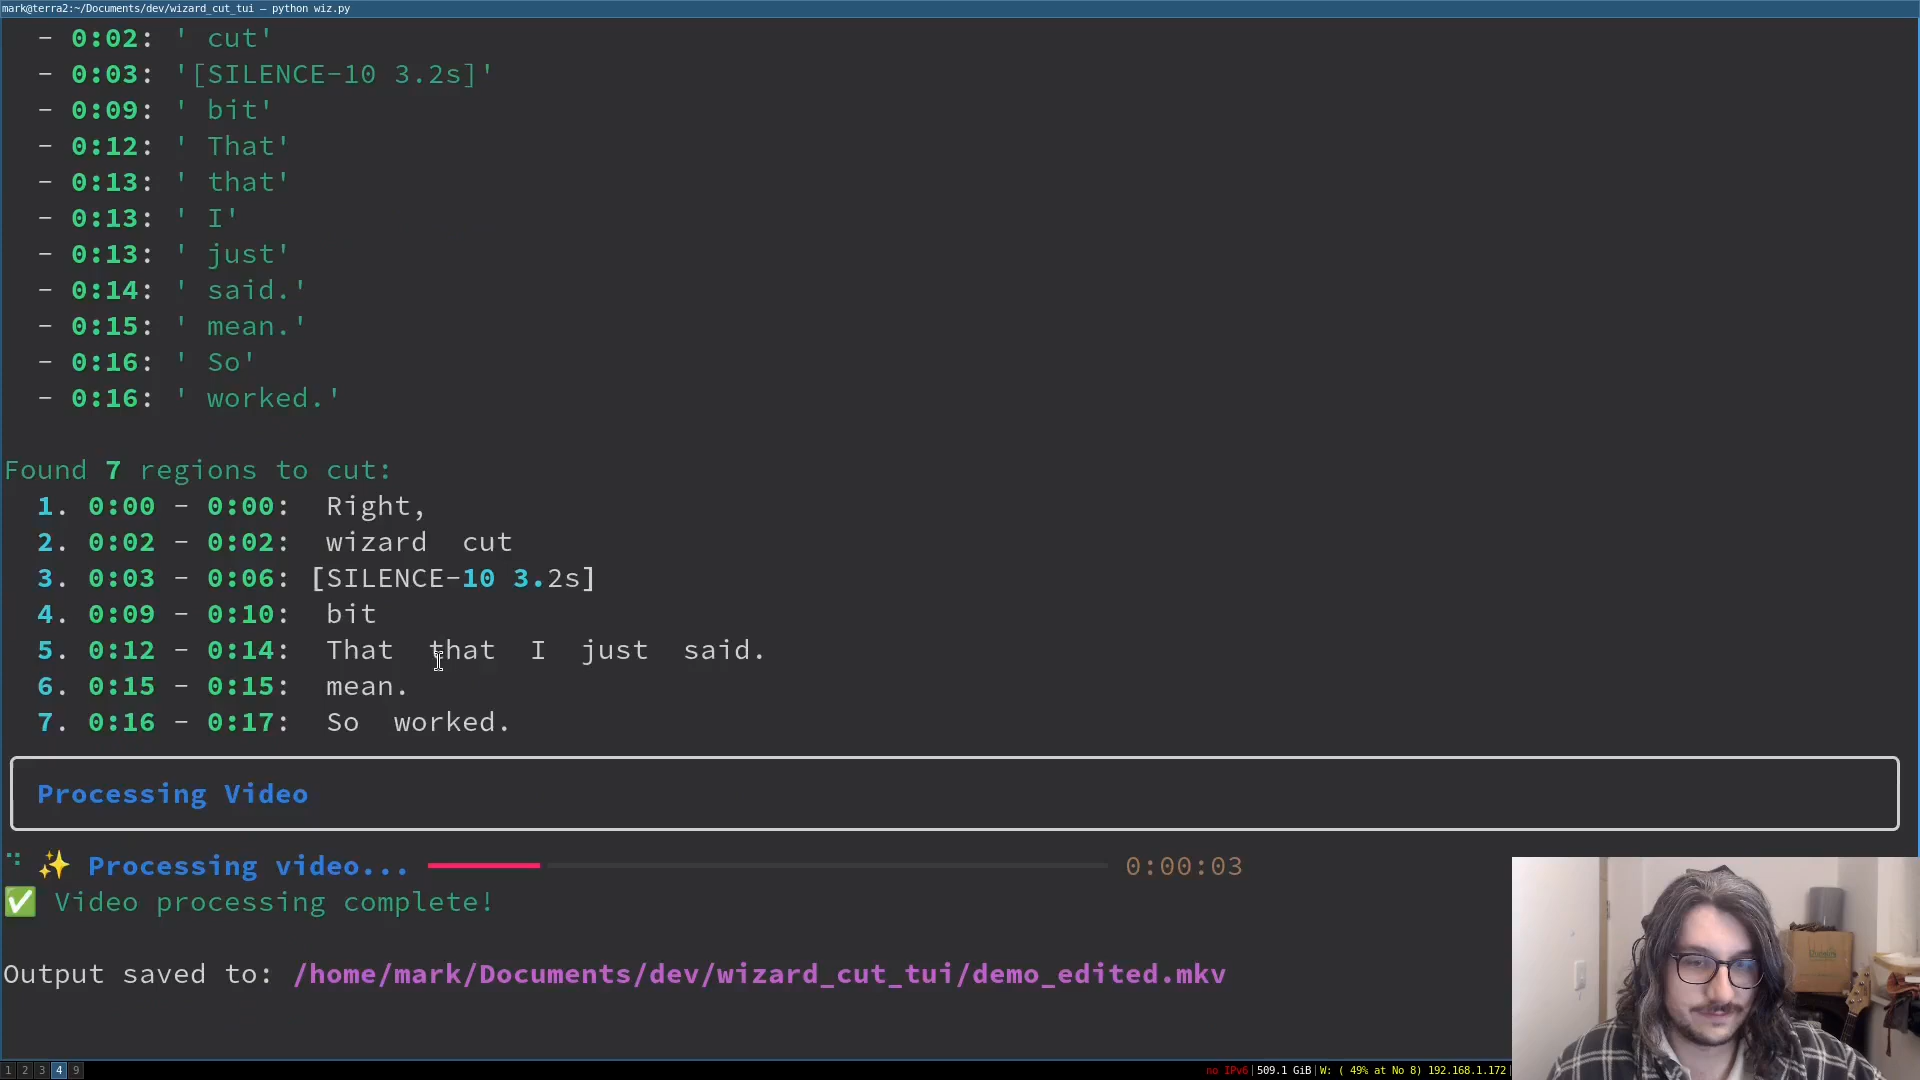 mark@terra2:~/Documents/dev/wizard_cut_tui — python wiz.py
- 0:02: ' cut'
- 0:03: '[SILENCE-10 3.2s]'
- 0:09: ' bit'
- 0:12: ' That'
- 0:13: ' that'
- 0:13: ' I'
- 0:13: ' just'
- 0:14: ' said.'
- 0:15: ' mean.'
- 0:16: ' So'
- 0:16: ' worked.'
Found 7 regions to cut:
1. 0:00 - 0:00:  Right,
2. 0:02 - 0:02:  wizard  cut
3. 0:03 - 0:06: [SILENCE-10 3.2s]
4. 0:09 - 0:10:  bit
5. 0:12 - 0:14:  That  that  I  just  said.
6. 0:15 - 0:15:  mean.
7. 0:16 - 0:17:  So  worked.
Processing Video
✨ Processing video... 0:00:03
✅ Video processing complete!
Output saved to: /home/mark/Documents/dev/wizard_cut_tui/demo_edited.mkv
1 2 3 4 9 no IPv6|509.1 GiB|W: ( 49% at No 8) 192.168.1.172|